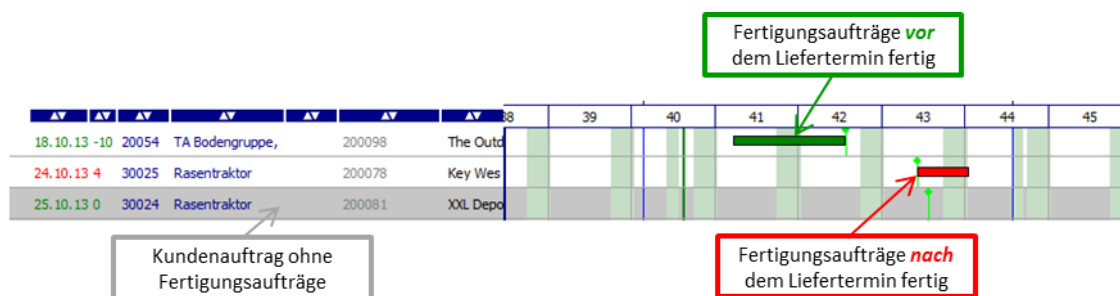 Fertigungsaufträge vor
dem Liefertermin fertig
38 39 40 41 42 43 44 45
18.10.13 -10 20054 TA Bodengruppe, 200098 The Outd
24.10.13 4 30025 Rasentraktor 200078 Key Wes
25.10.13 0 30024 Rasentraktor 200081 XXL Depo
Kundenauftrag ohne
Fertigungsaufträge
Fertigungsaufträge nach
dem Liefertermin fertig